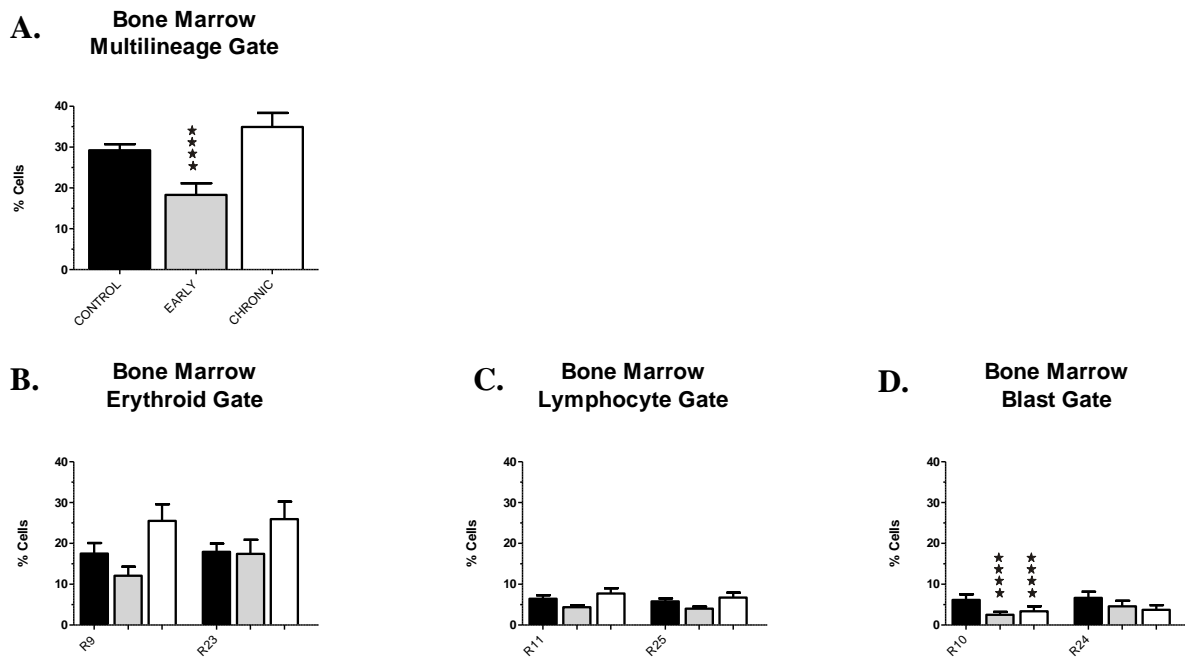 A.
Bone Marrow
Multilineage Gate
40
30
20
10
0
% Cells
★★★★
CONTROL
EARLY
CHRONIC
B.
Bone Marrow
Erythroid Gate
40
30
20
10
0
% Cells
R9
R23
C.
Bone Marrow
Lymphocyte Gate
40
30
20
10
0
% Cells
R11
R25
D.
Bone Marrow
Blast Gate
40
30
20
10
0
% Cells
★★★★
★★★★
R10
R24